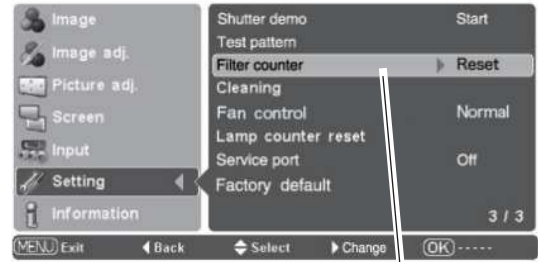 Image
Image adj.
Picture adj.
Screen
Input
Setting
Information
Shutter demo Start
Test pattern
Filter counter Reset
Cleaning
Fan control Normal
Lamp counter reset
Service port Off
Factory default
3 / 3
MENU Exit Back Select Change OK -----